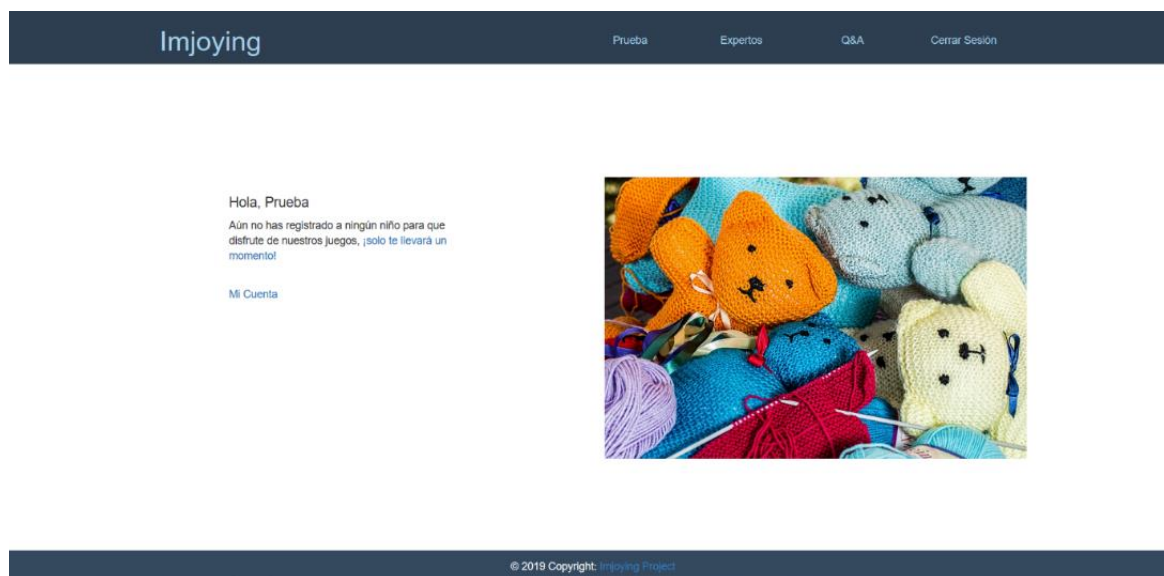 Imjoying
Prueba Expertos Q&A Cerrar Sesión
Hola, Prueba
Aún no has registrado a ningún niño para que
disfrute de nuestros juegos, ¡solo te llevará un
momento!
Mi Cuenta
© 2019 Copyright: Imjoying Project